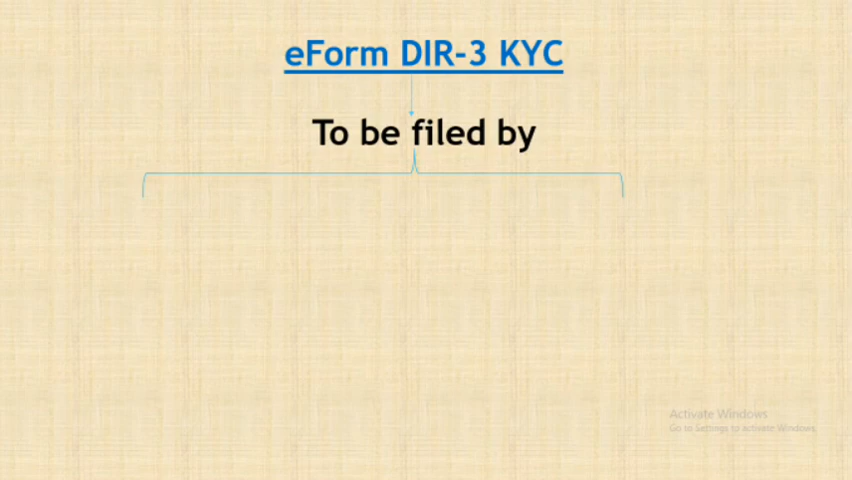 eForm DIR-3 KYC
To be filed by
Activate Windows
Go to Settings to activate Windows.